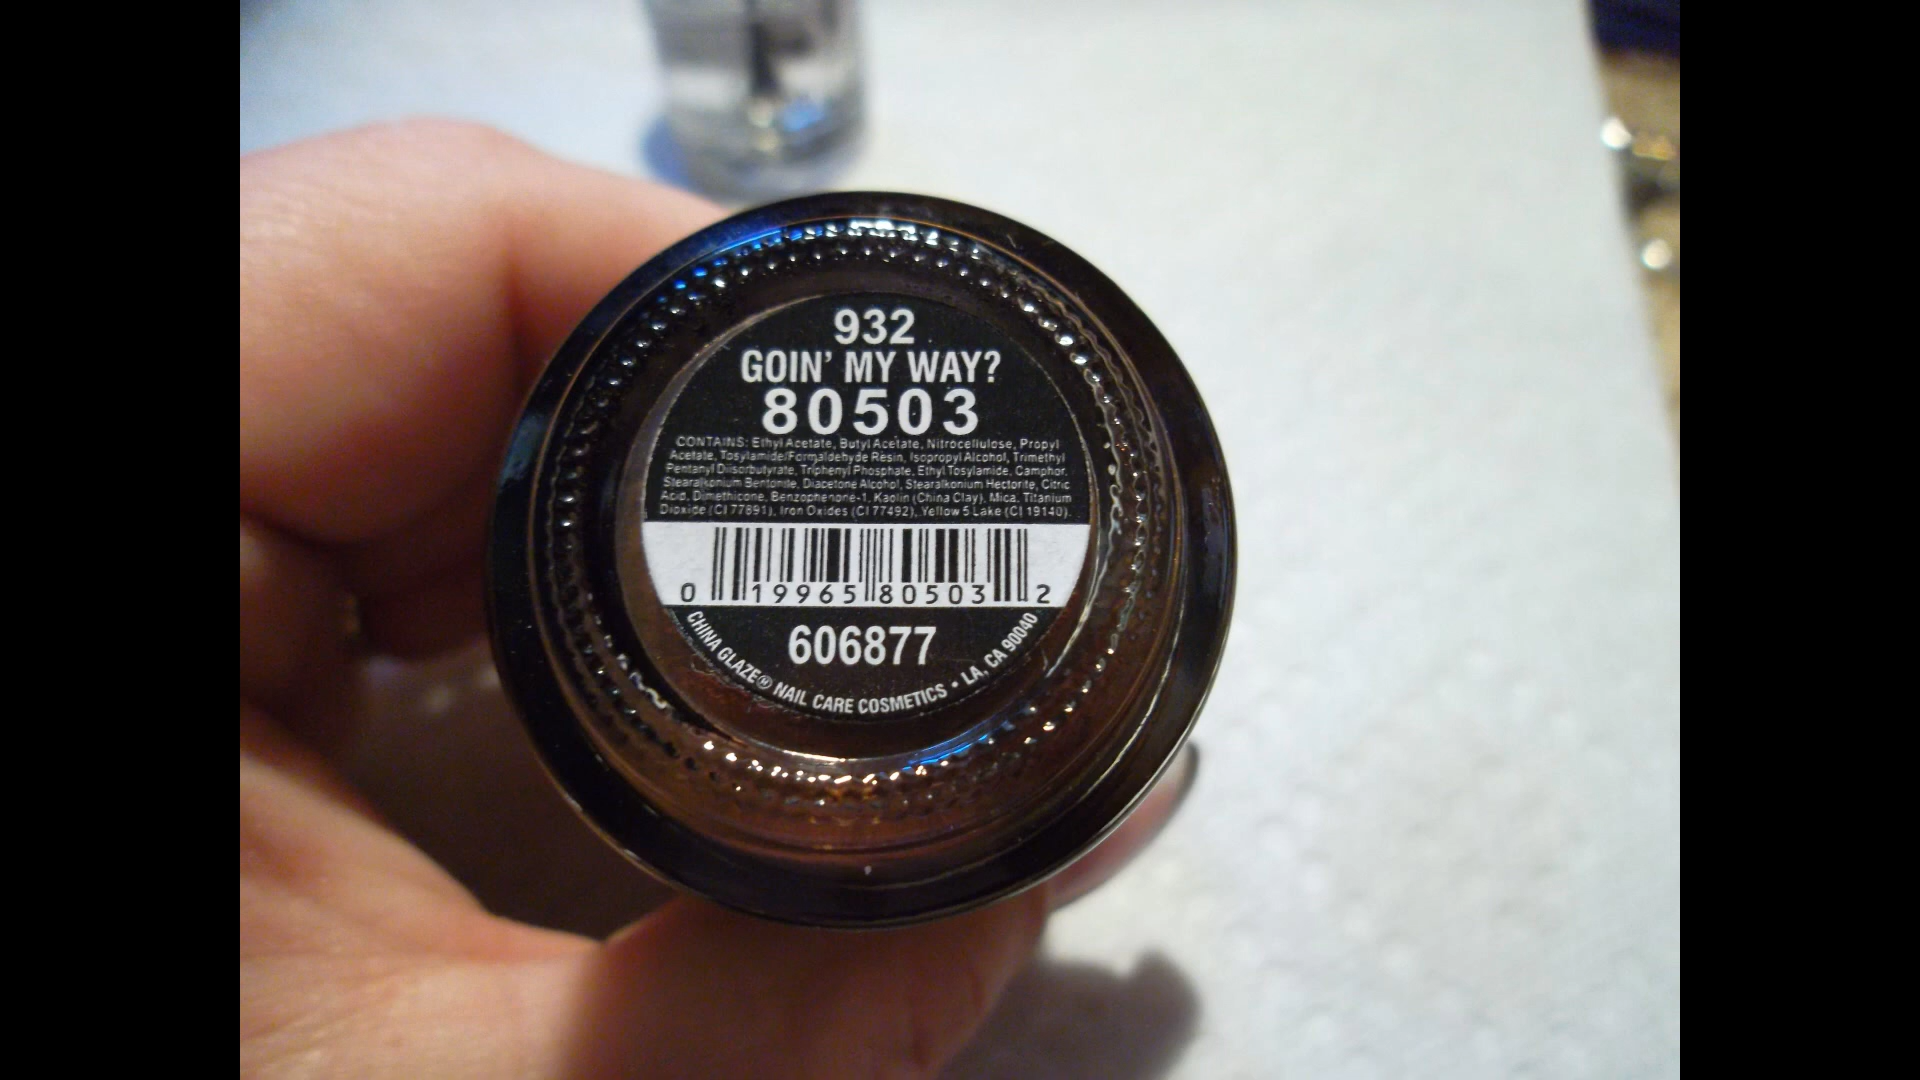 932
GOIN' MY WAY?
80503
CONTAINS: Ethyl Acetate, Butyl Acetate, Nitrocellulose, Propyl
Acetate, Tosylamide/Formaldehyde Resin, Isopropyl Alcohol, Trimethyl
Pentanyl Diisorbutyrate, Triphenyl Phosphate, Ethyl Tosylamide, Camphor,
Stearalkonium Bentonite, Diacetone Alcohol, Stearalkonium Hectorite, Citric
Acid, Dimethicone, Benzophenone-1, Kaolin (China Clay), Mica, Titanium
Dioxide (CI 77891), Iron Oxides (CI 77492), Yellow 5 Lake (CI 19140).
0 19965 80503 2
606877
CHINA GLAZE® NAIL CARE COSMETICS • LA, CA 90040